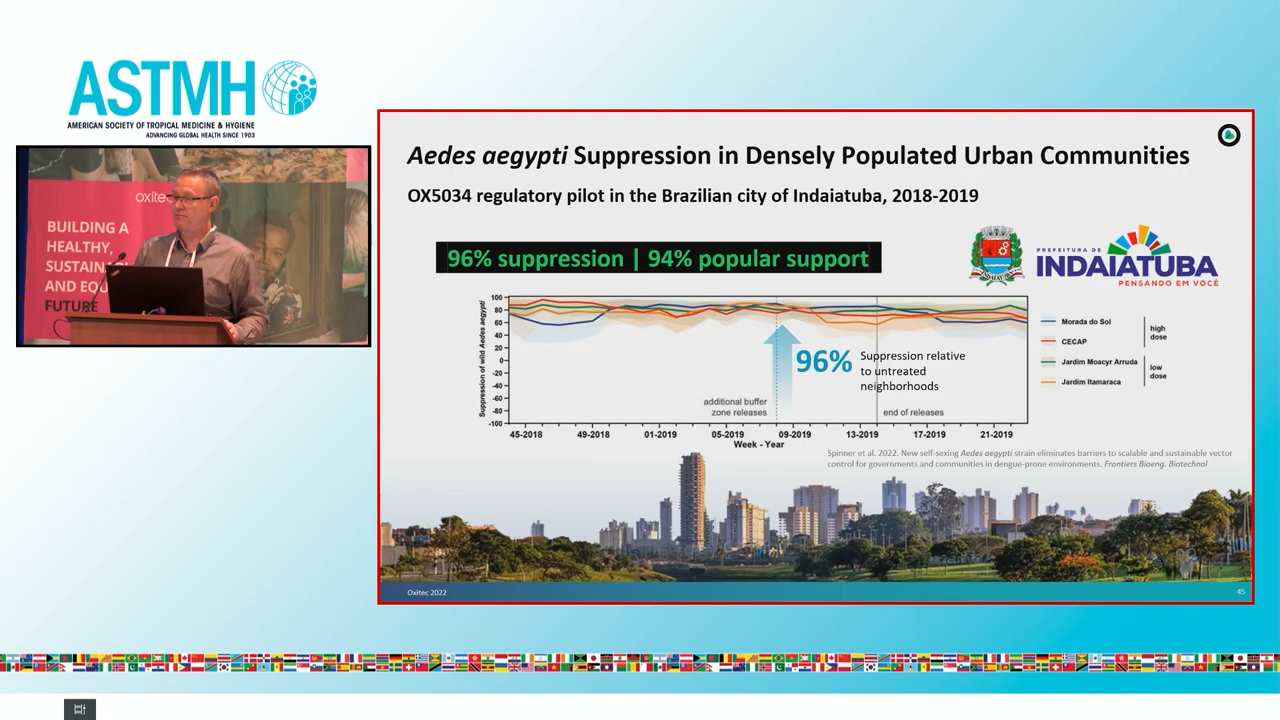 ASTMH
AMERICAN SOCIETY OF TROPICAL MEDICINE & HYGIENE
ADVANCING GLOBAL HEALTH SINCE 1903
BUILDING A
HEALTHY,
AND
FUTURE
Aedes aegypti Suppression in Densely Populated Urban Communities
OX5034 regulatory pilot in the Brazilian city of Indaiatuba, 2018-2019
96% suppression | 94% popular support
PREFEITURA DE
INDAIATUBA
PENSANDO EM VOCÊ
Suppression of wild Aedes aegypti
100
80
60
40
20
0
-20
-40
-60
-80
-100
96%
Suppression relative
to untreated
neighborhoods
additional buffer
zone releases
end of releases
45-2018 49-2018 01-2019 05-2019 09-2019 13-2019 17-2019 21-2019
Week - Year
Morada do Sol
CECAP
high
dose
Jardim Moacyr Arruda
Jardim Itamaraca
low
dose
Spinner et al. 2022. New self-sexing Aedes aegypti strain eliminates barriers to scalable and sustainable vector
control for governments and communities in dengue-prone environments. Frontiers Bioeng. Biotechnol
Oxitec 2022
45